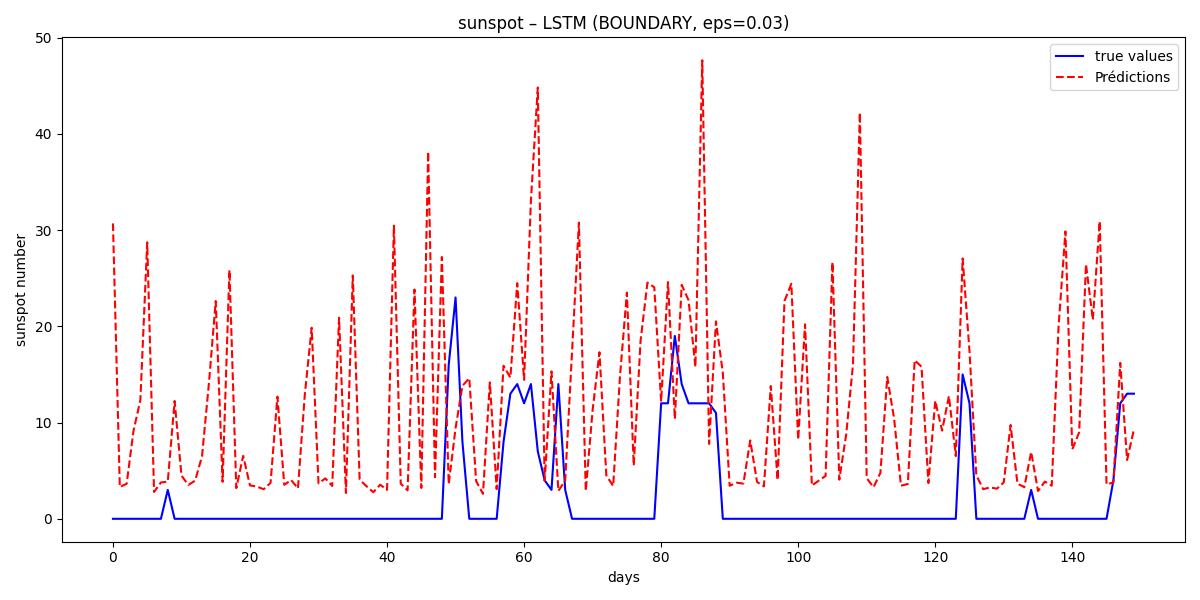 sunspot – LSTM (BOUNDARY, eps=0.03)
true values
Prédictions
sunspot number
50
40
30
20
10
0
0 20 40 60 80 100 120 140
days